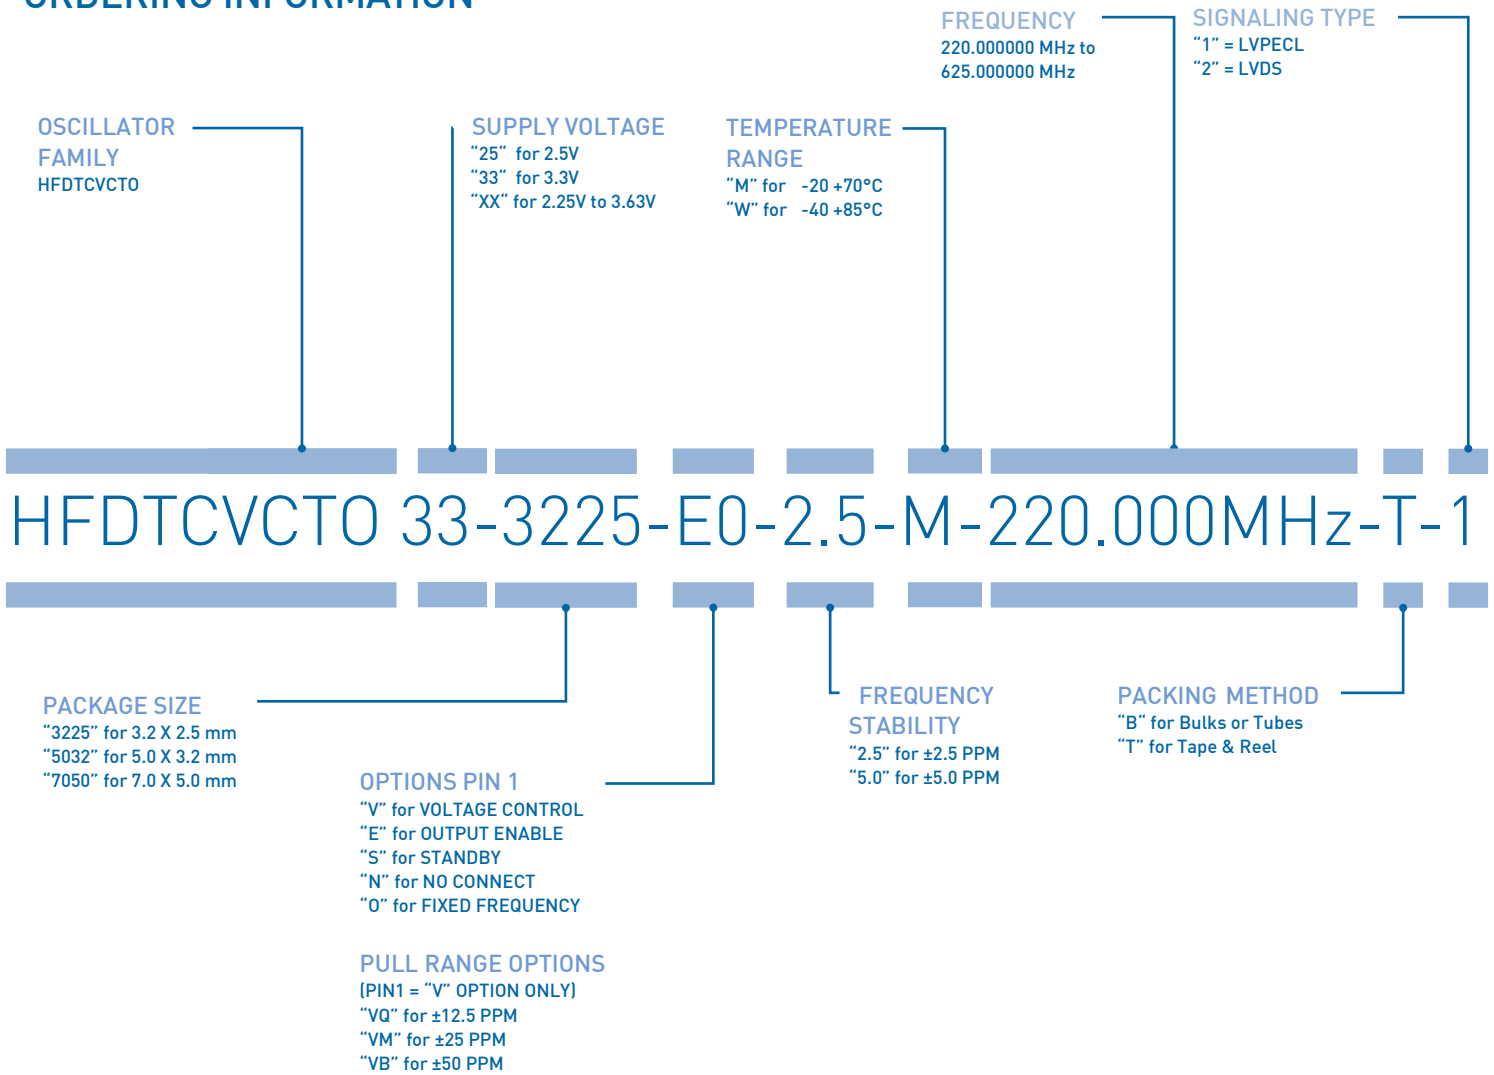 ORDERING INFORMATION
FREQUENCY
220.000000 MHz to
625.000000 MHz
SIGNALING TYPE
“1” = LVPECL
“2” = LVDS
OSCILLATOR
FAMILY
HFDTCVCTO
SUPPLY VOLTAGE
“25“ for 2.5V
“33“ for 3.3V
“XX“ for 2.25V to 3.63V
TEMPERATURE
RANGE
“M” for -20 +70°C
“W” for -40 +85°C
HFDTCVCTO 33-3225-E0-2.5-M-220.000MHz-T-1
PACKAGE SIZE
“3225” for 3.2 X 2.5 mm
“5032” for 5.0 X 3.2 mm
“7050” for 7.0 X 5.0 mm
OPTIONS PIN 1
“V” for VOLTAGE CONTROL
“E” for OUTPUT ENABLE
“S” for STANDBY
“N” for NO CONNECT
“O” for FIXED FREQUENCY
PULL RANGE OPTIONS
(PIN1 = “V” OPTION ONLY)
“VQ” for ±12.5 PPM
“VM” for ±25 PPM
“VB” for ±50 PPM
FREQUENCY
STABILITY
“2.5” for ±2.5 PPM
“5.0” for ±5.0 PPM
PACKING METHOD
“B“ for Bulks or Tubes
“T” for Tape & Reel